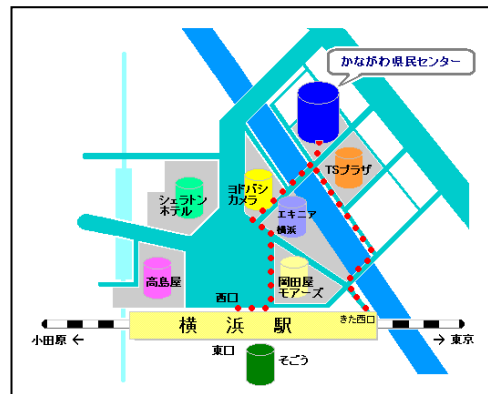 かながわ県民センター
TSプラザ
ヨドバシ
カメラ
シェラトン
ホテル
エキニア
横浜
高島屋
岡田屋
モアーズ
西口
きた西口
横 浜 駅
小田原 ←
→ 東京
東口
そごう